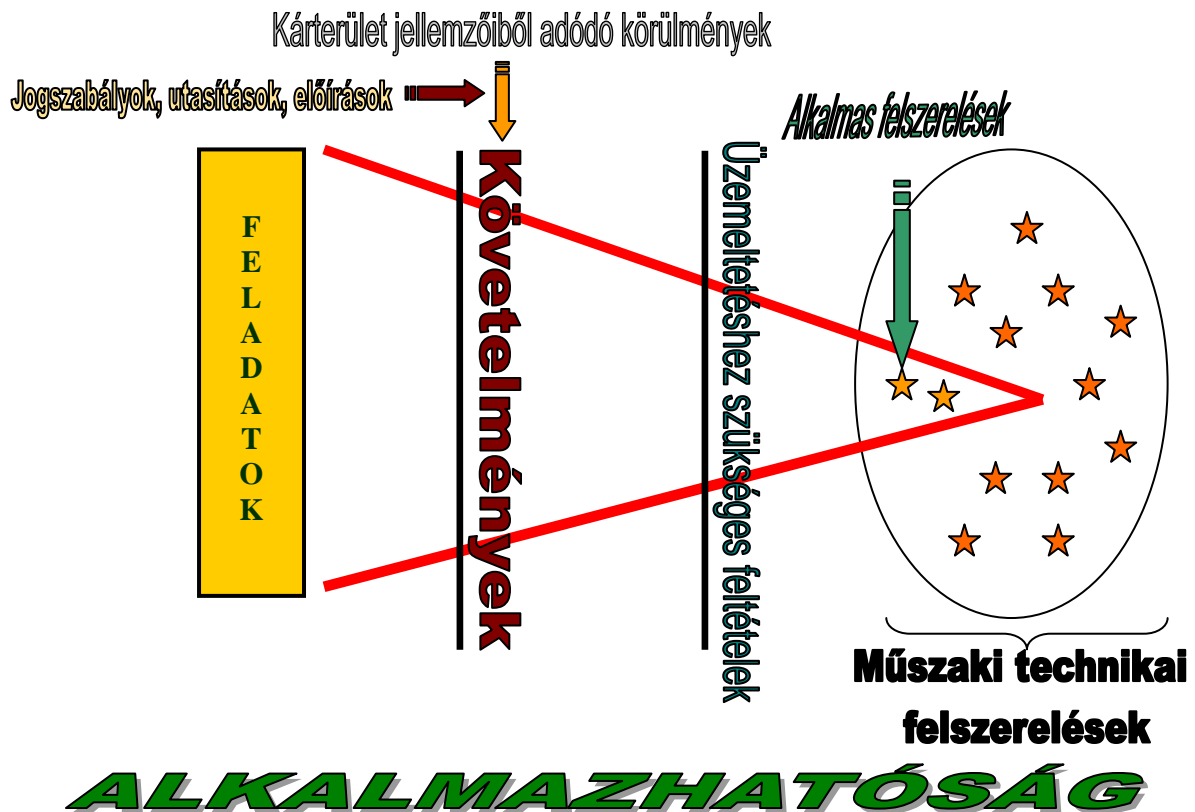 Kárterület jellemzőiből adódó körülmények
Jogszabályok, utasítások, előírások
Alkalmas felszerelések
FELADATOK
Követelmények
Üzemeltetéshez szükséges feltételek
Műszaki technikai
felszerelések
ALKALMAZHATÓSÁG